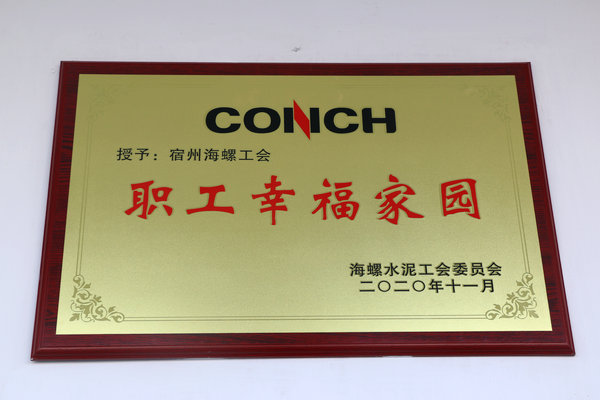 CONCH
授予：宿州海螺工会
职工幸福家园
海螺水泥工会委员会
二〇二〇年十一月